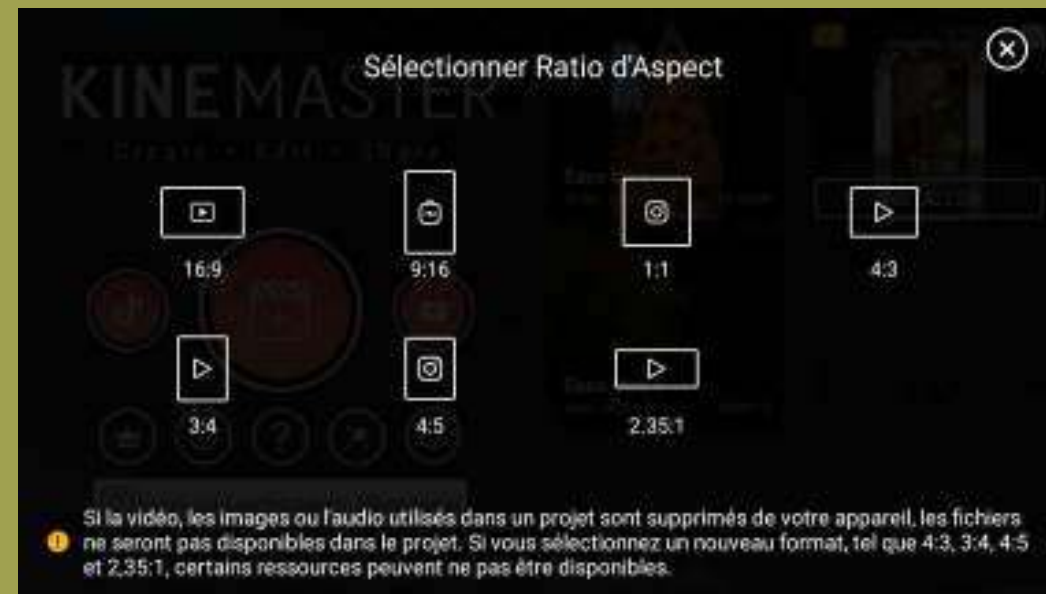 Sélectionner Ratio d'Aspect
KINEMASTER
Create • Edit • Share
16:9
9:16
1:1
4:3
3:4
4:5
2.35:1
Si la vidéo, les images ou l'audio utilisés dans un projet sont supprimés de votre appareil, les fichiers
ne seront pas disponibles dans le projet. Si vous sélectionnez un nouveau format, tel que 4:3, 3:4, 4:5
et 2,35:1, certains ressources peuvent ne pas être disponibles.